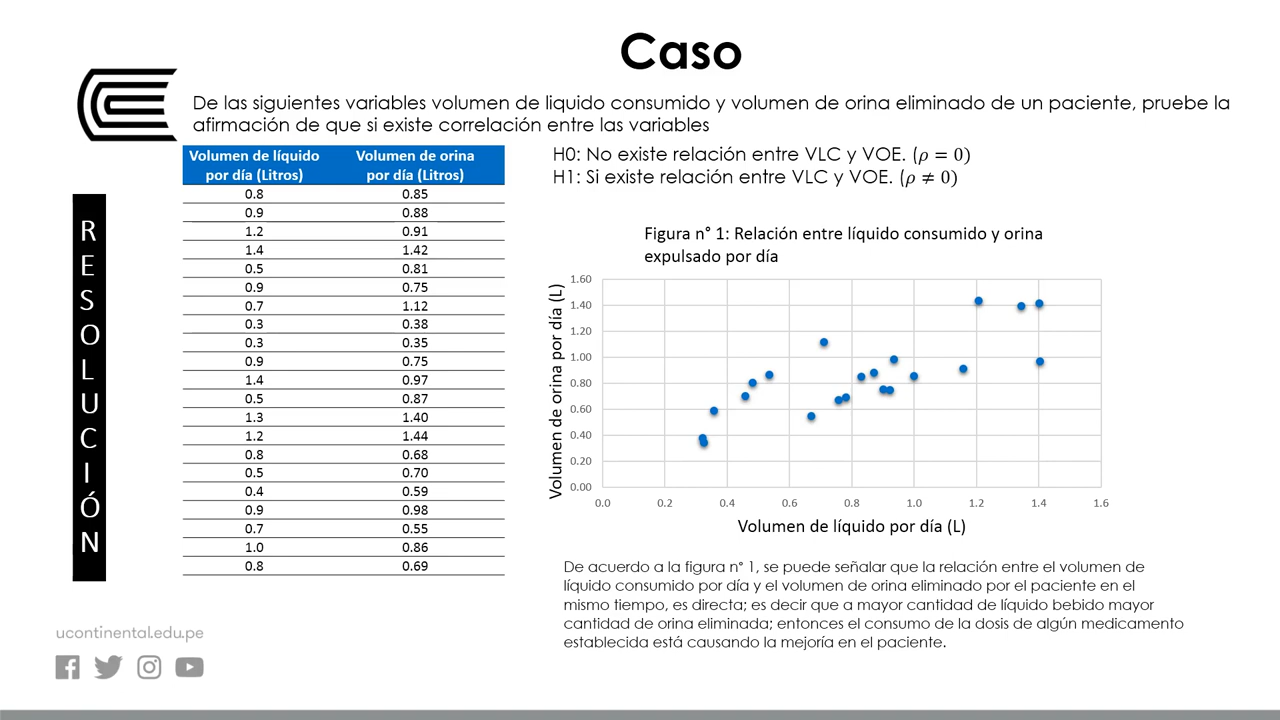 Caso
De las siguientes variables volumen de liquido consumido y volumen de orina eliminado de un paciente, pruebe la
afirmación de que si existe correlación entre las variables
Volumen de líquido Volumen de orina
por día (Litros) por día (Litros)
0.8 0.85
0.9 0.88
1.2 0.91
1.4 1.42
0.5 0.81
0.9 0.75
0.7 1.12
0.3 0.38
0.3 0.35
0.9 0.75
1.4 0.97
0.5 0.87
1.3 1.40
1.2 1.44
0.8 0.68
0.5 0.70
0.4 0.59
0.9 0.98
0.7 0.55
1.0 0.86
0.8 0.69
RESOLUCIÓN
H0: No existe relación entre VLC y VOE. (ρ = 0)
H1: Si existe relación entre VLC y VOE. (ρ ≠ 0)
Figura n° 1: Relación entre líquido consumido y orina
expulsado por día
Volumen de orina por día (L)
1.60
1.40
1.20
1.00
0.80
0.60
0.40
0.20
0.00
0.0 0.2 0.4 0.6 0.8 1.0 1.2 1.4 1.6
Volumen de líquido por día (L)
De acuerdo a la figura n° 1, se puede señalar que la relación entre el volumen de
líquido consumido por día y el volumen de orina eliminado por el paciente en el
mismo tiempo, es directa; es decir que a mayor cantidad de líquido bebido mayor
cantidad de orina eliminada; entonces el consumo de la dosis de algún medicamento
establecida está causando la mejoría en el paciente.
ucontinental.edu.pe